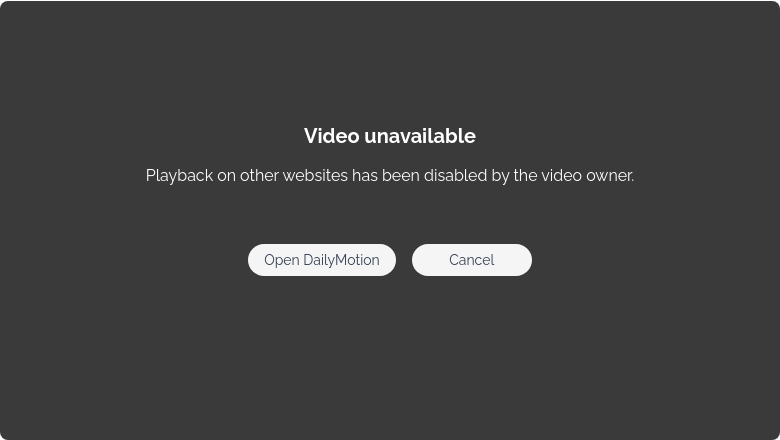 Video unavailable
Playback on other websites has been disabled by the video owner.
Open DailyMotion
Cancel